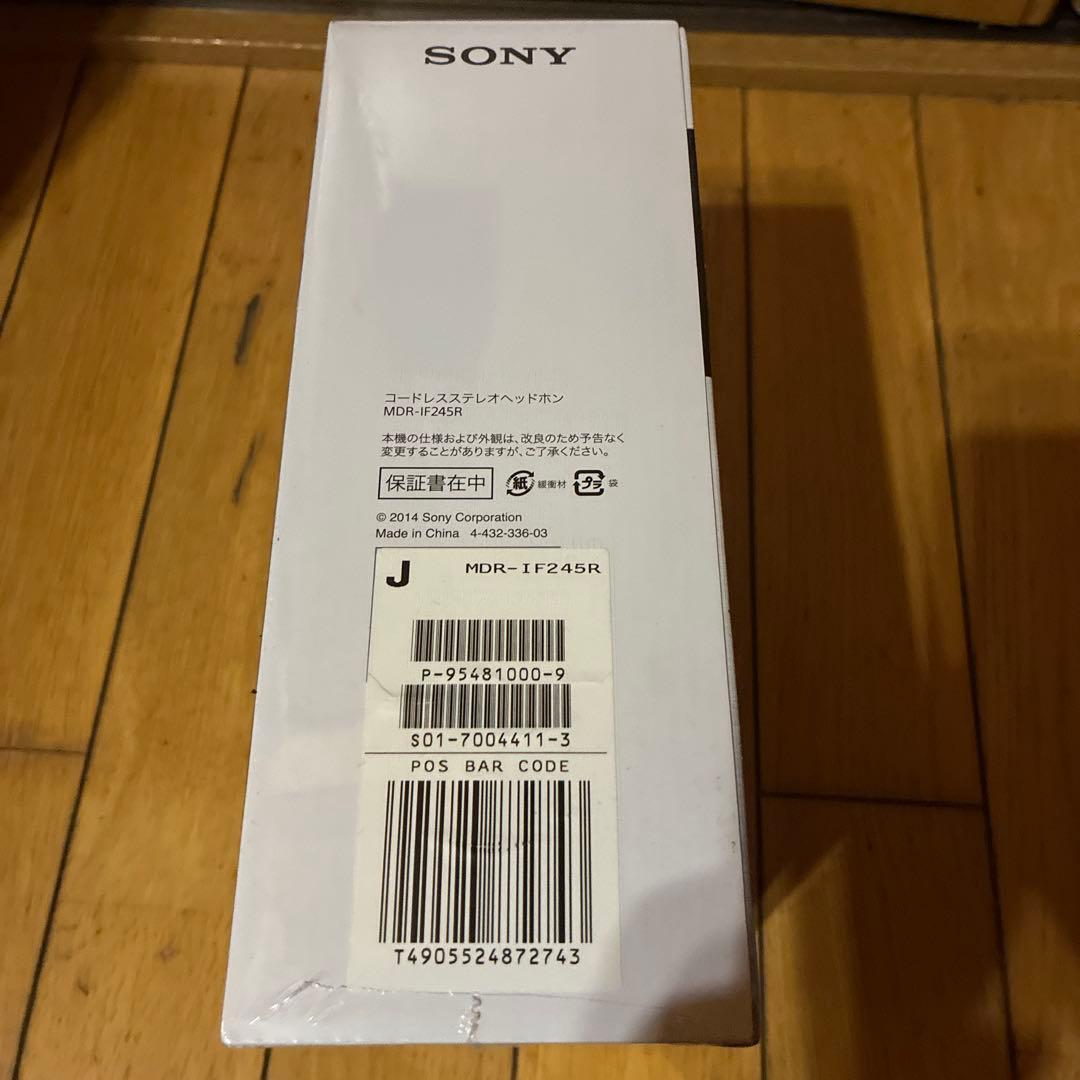 SONY
コードレスステレオヘッドホン
MDR-IF245R
本機の仕様および外観は、改良のため予告なく
変更することがありますが、ご了承ください。
保証書在中 紙 緩衝材 プラ 袋
© 2014 Sony Corporation
Made in China 4-432-336-03
J MDR-IF245R
P-95481000-9
S01-7004411-3
POS BAR CODE
T4905524872743